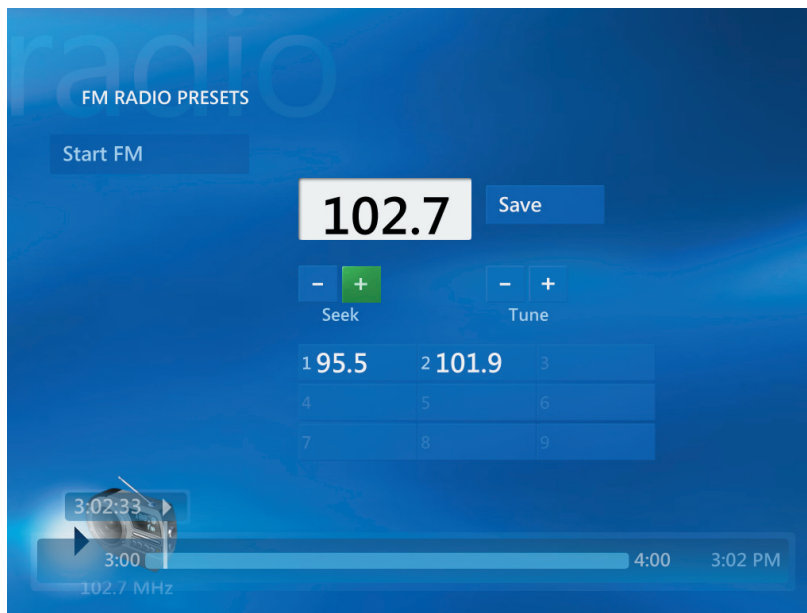 radio
FM RADIO PRESETS
Start FM
102.7
Save
- +
- +
Seek
Tune
1 95.5 2 101.9 3
4 5 6
7 8 9
3:02:33
3:00 4:00 3:02 PM
102.7 MHz